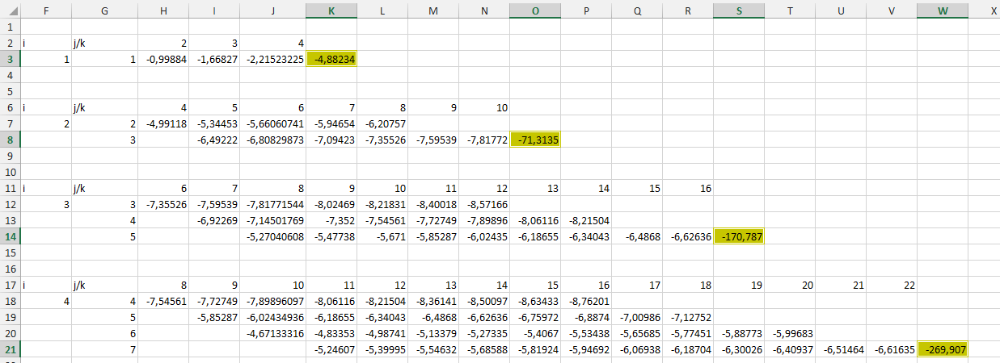 F G H I J K L M N O P Q R S T U V W X
1
2 i j/k 2 3 4
3 1 1 -0,99884 -1,66827 -2,21523225 -4,88234
4
5
6 i j/k 4 5 6 7 8 9 10
7 2 2 -4,99118 -5,34453 -5,66060741 -5,94654 -6,20757
8 3 -6,49222 -6,80829873 -7,09423 -7,35526 -7,59539 -7,81772 -71,3135
9
10
11 i j/k 6 7 8 9 10 11 12 13 14 15 16
12 3 3 -7,35526 -7,59539 -7,81771544 -8,02469 -8,21831 -8,40018 -8,57166
13 4 -6,92269 -7,14501769 -7,352 -7,54561 -7,72749 -7,89896 -8,06116 -8,21504
14 5 -5,27040608 -5,47738 -5,671 -5,85287 -6,02435 -6,18655 -6,34043 -6,4868 -6,62636 -170,787
15
16
17 i j/k 8 9 10 11 12 13 14 15 16 17 18 19 20 21 22
18 4 4 -7,54561 -7,72749 -7,89896097 -8,06116 -8,21504 -8,36141 -8,50097 -8,63433 -8,76201
19 5 -5,85287 -6,02434936 -6,18655 -6,34043 -6,4868 -6,62636 -6,75972 -6,8874 -7,00986 -7,12752
20 6 -4,67133316 -4,83353 -4,98741 -5,13379 -5,27335 -5,4067 -5,53438 -5,65685 -5,77451 -5,88773 -5,99683
21 7 -5,24607 -5,39995 -5,54632 -5,68588 -5,81924 -5,94692 -6,06938 -6,18704 -6,30026 -6,40937 -6,51464 -6,61635 -269,907